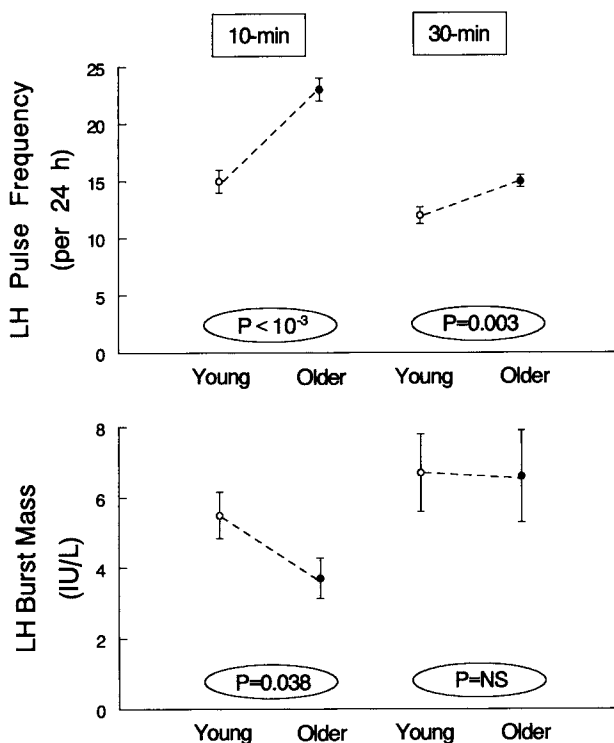 10-min 30-min
LH Pulse Frequency
(per 24 h)
25
20
15
10
5
0
P < 10⁻³ P=0.003
Young Older Young Older
LH Burst Mass
(IU/L)
8
6
4
2
0
P=0.038 P=NS
Young Older Young Older